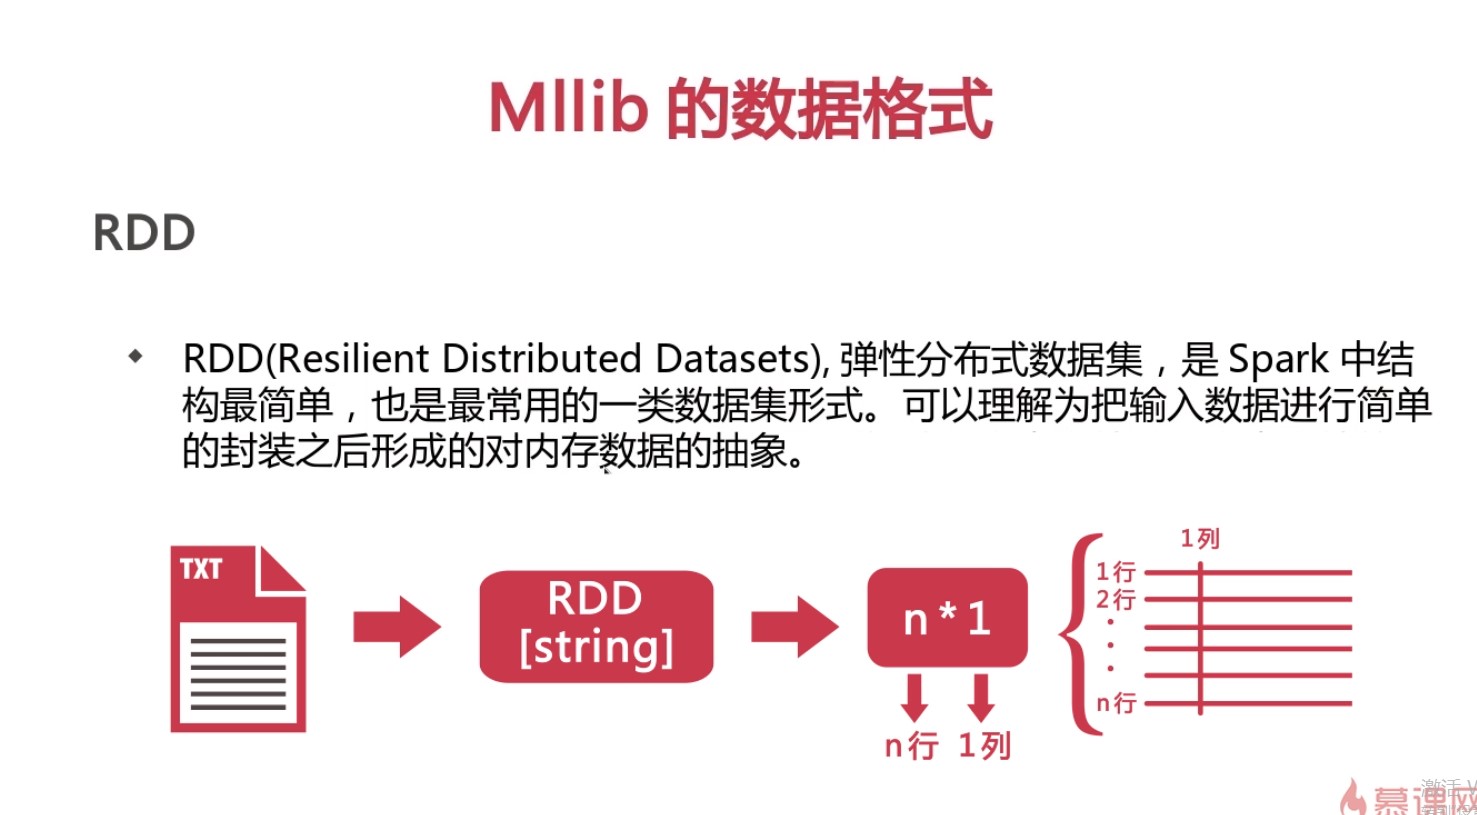 Mllib 的数据格式
RDD
RDD(Resilient Distributed Datasets), 弹性分布式数据集，是 Spark 中结
构最简单，也是最常用的一类数据集形式。可以理解为把输入数据进行简单
的封装之后形成的对内存数据的抽象。
TXT
RDD
[string]
n * 1
n行 1列
1列
1行
2行
n行
慕课网
激活 W